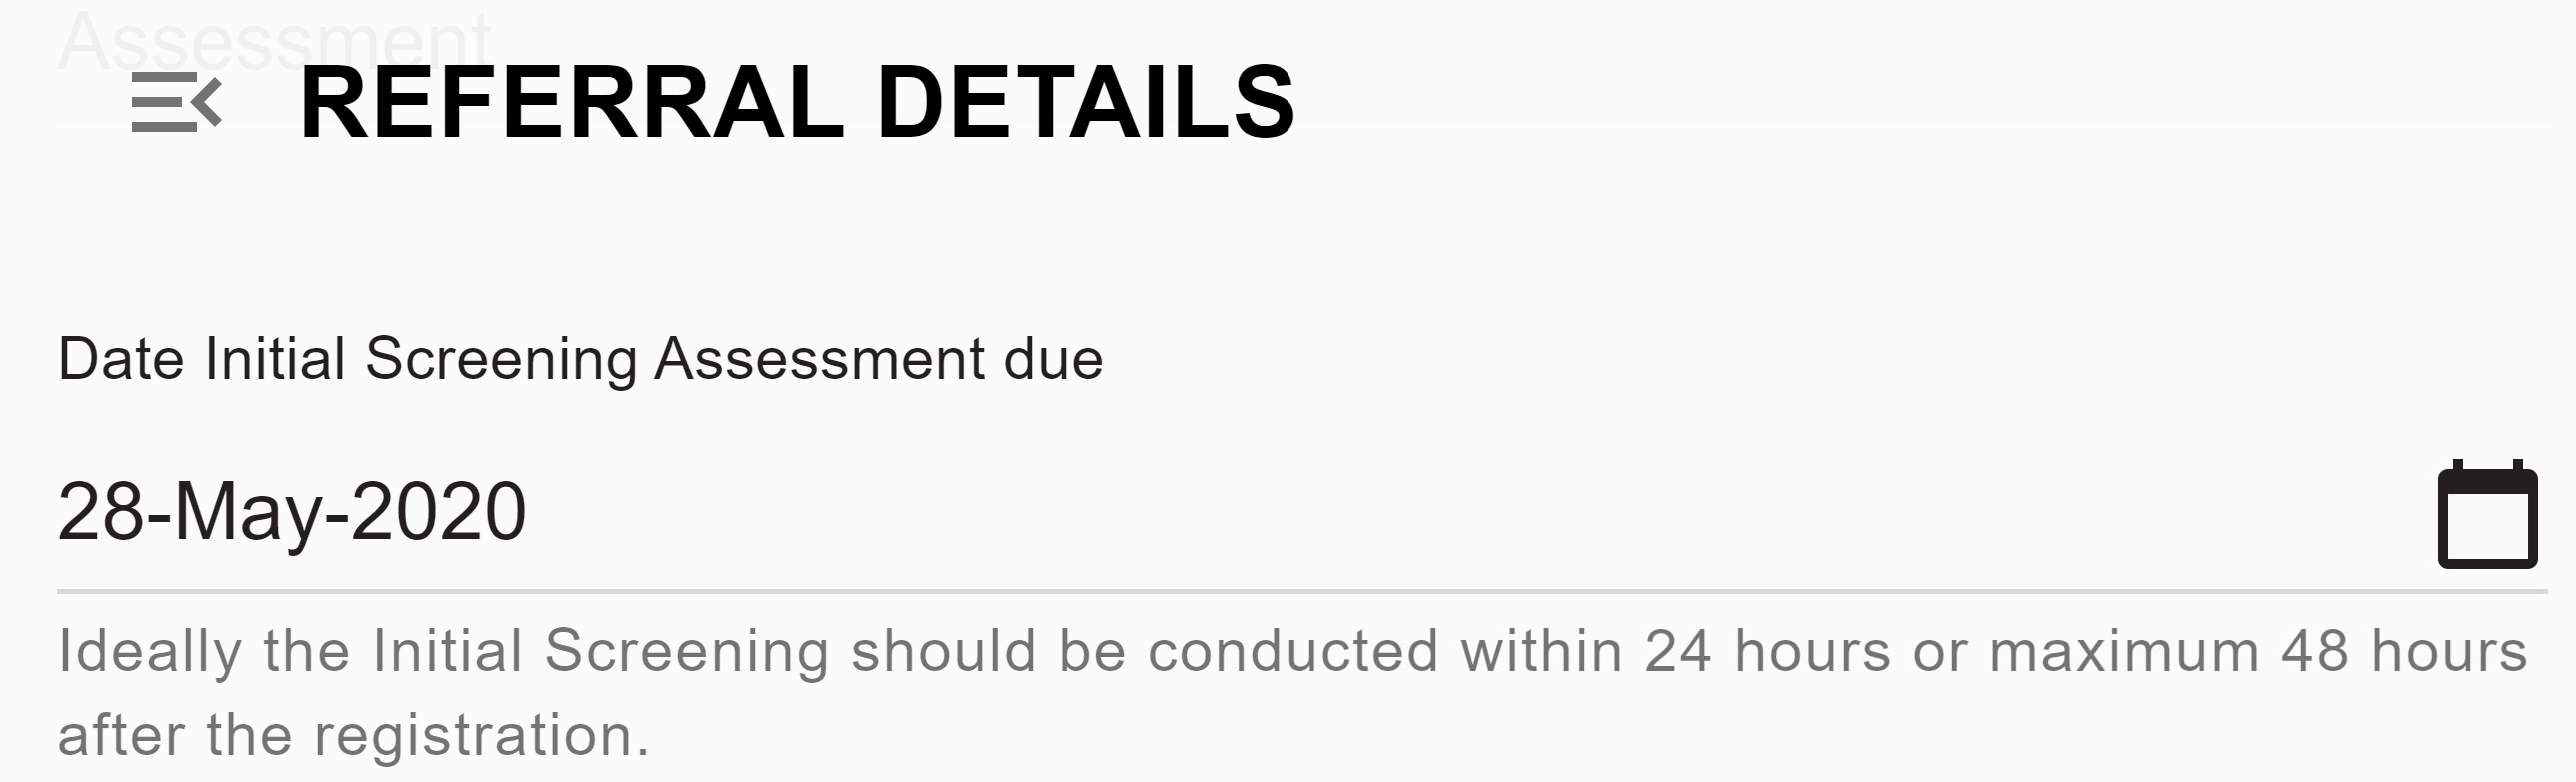 Assessment
REFERRAL DETAILS
Date Initial Screening Assessment due
28-May-2020
Ideally the Initial Screening should be conducted within 24 hours or maximum 48 hours
after the registration.